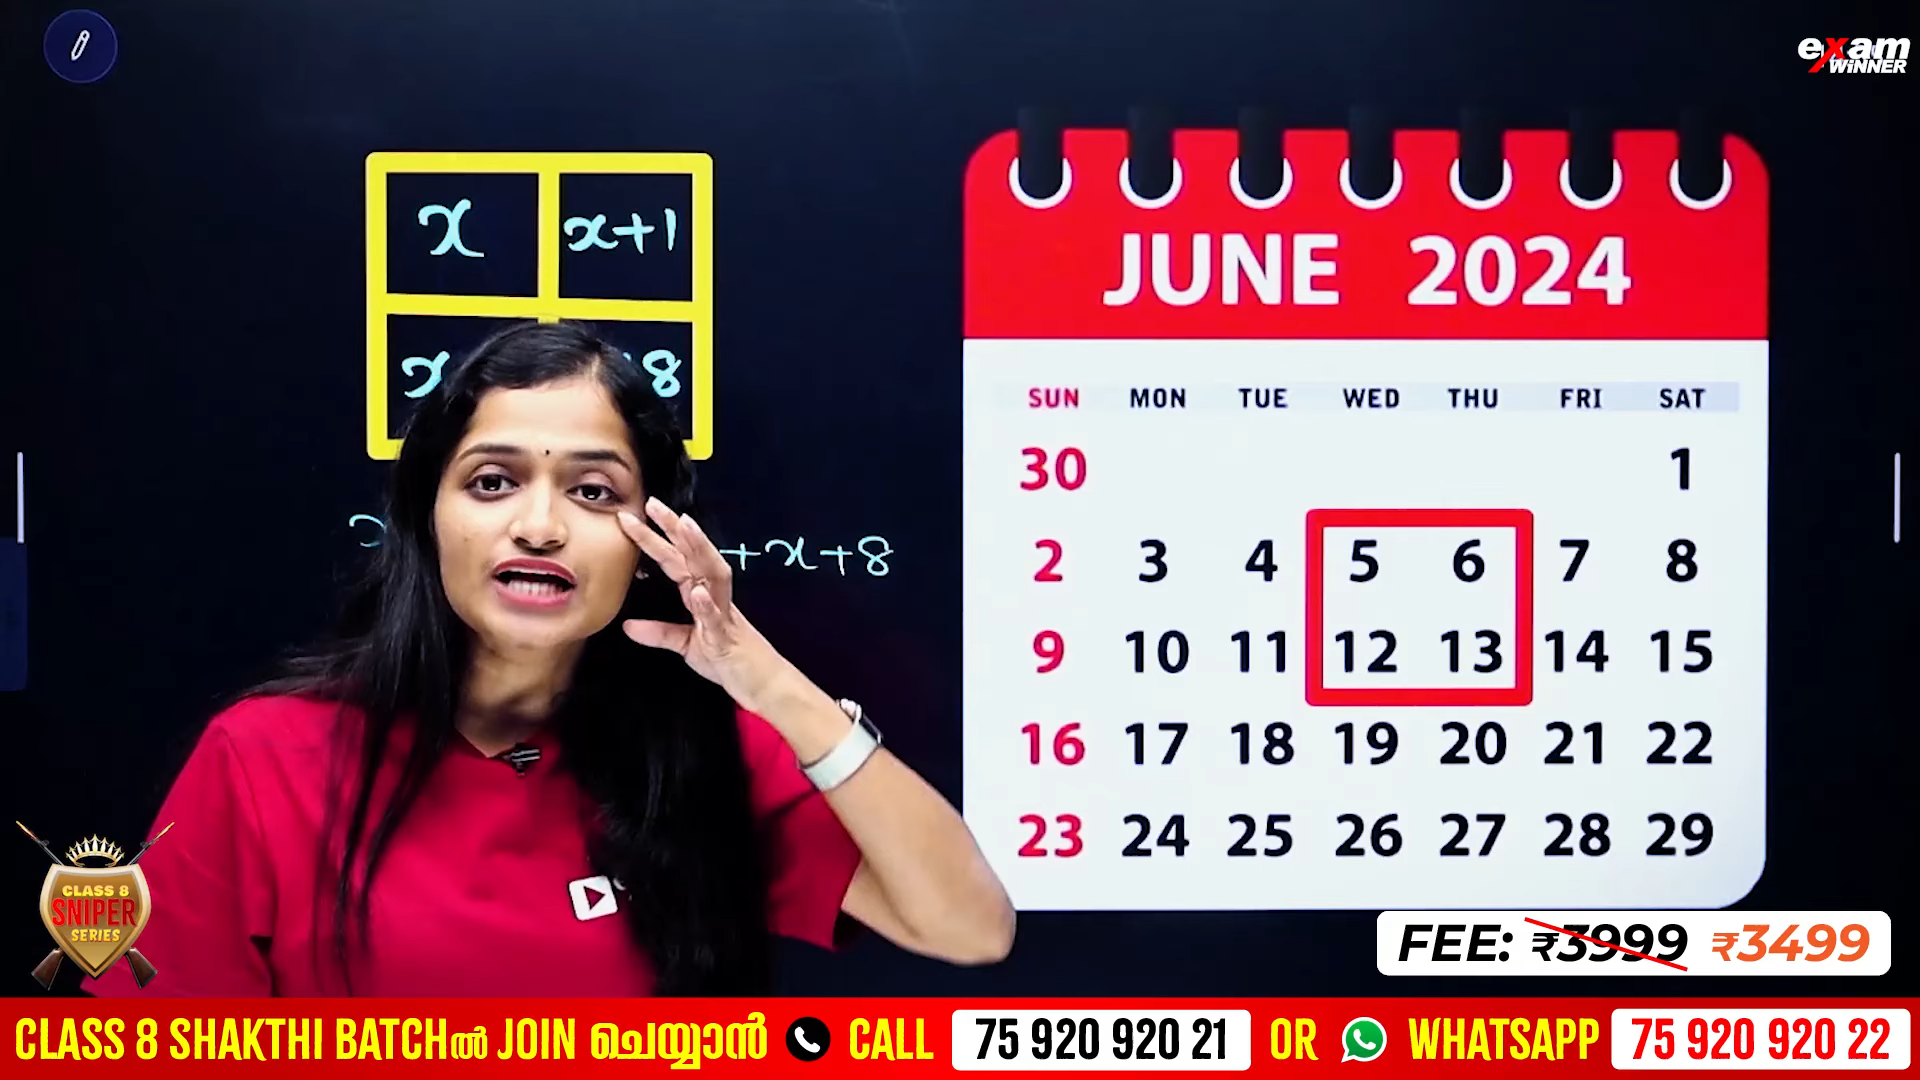 exam
WINNER
x x+1
x 8
+x+8
JUNE 2024
SUN MON TUE WED THU FRI SAT
30 1
2 3 4 5 6 7 8
9 10 11 12 13 14 15
16 17 18 19 20 21 22
23 24 25 26 27 28 29
CLASS 8
SNIPER
SERIES
FEE: ₹3999 ₹3499
CLASS 8 SHAKTHI BATCHൽ JOIN ചെയ്യാൻ CALL 75 920 920 21 OR WHATSAPP 75 920 920 22